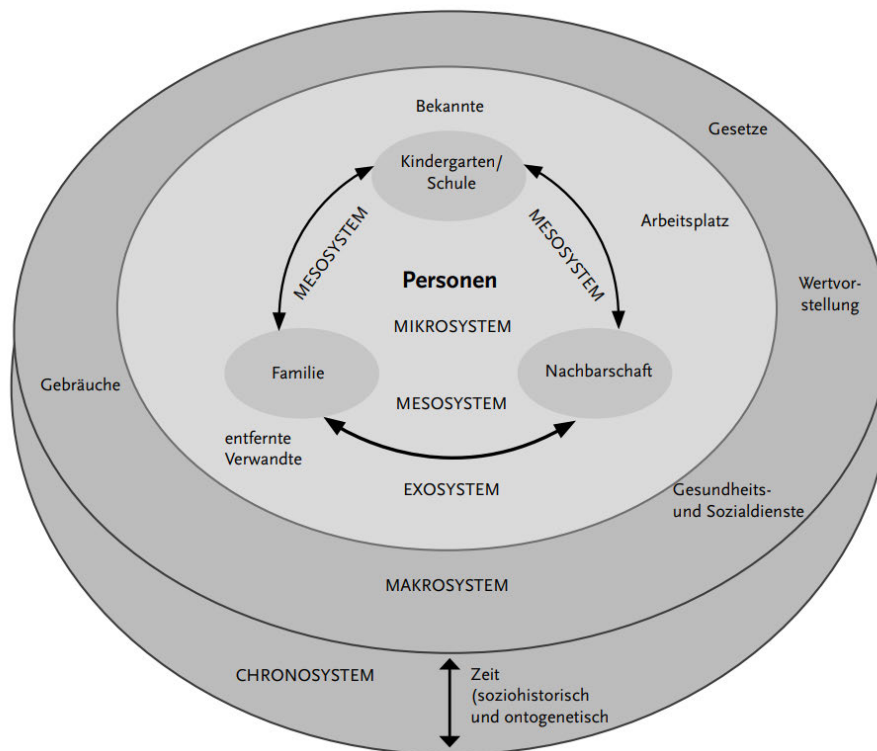 Bekannte
Gesetze
Kindergarten/
Schule
MESOSYSTEM
MESOSYSTEM
Arbeitsplatz
Personen
Wertvor-
stellung
MIKROSYSTEM
Gebräuche
Familie
Nachbarschaft
MESOSYSTEM
entfernte
Verwandte
EXOSYSTEM
Gesundheits-
und Sozialdienste
MAKROSYSTEM
CHRONOSYSTEM
Zeit
(soziohistorisch
und ontogenetisch